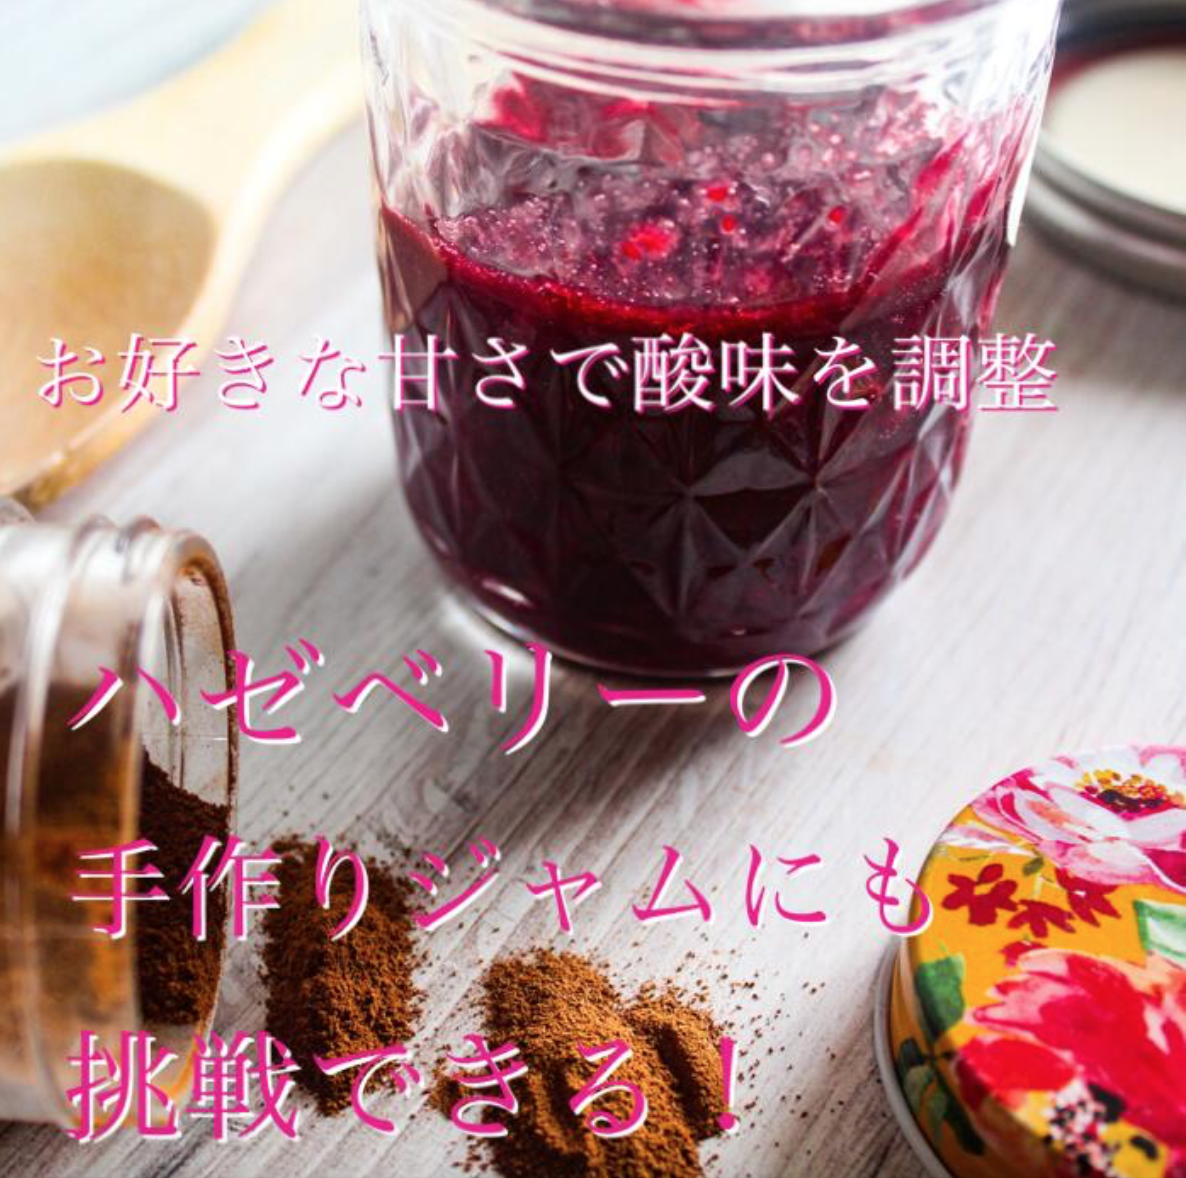 お好きな甘さで酸味を調整
ハゼベリーの
手作りジャムにも
挑戦できる！